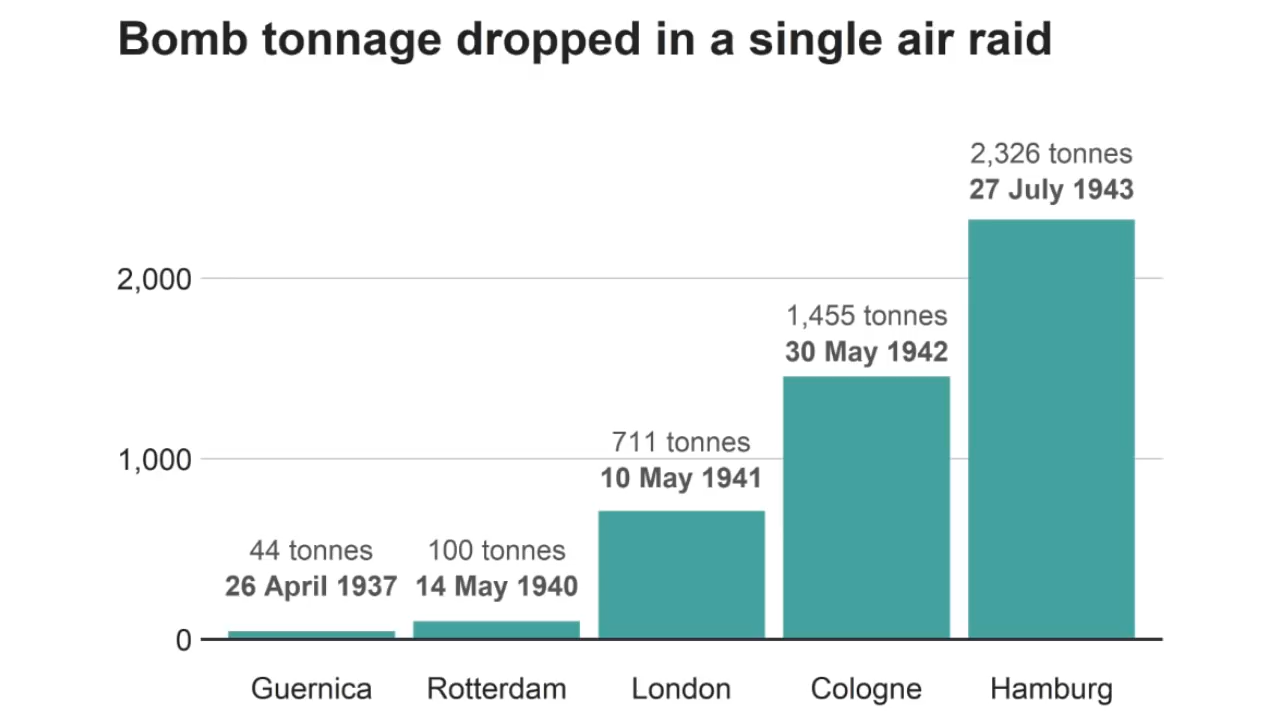 Bomb tonnage dropped in a single air raid
2,326 tonnes
27 July 1943
2,000
1,455 tonnes
30 May 1942
711 tonnes
1,000
10 May 1941
44 tonnes
100 tonnes
26 April 1937
14 May 1940
0
Guernica
Rotterdam
London
Cologne
Hamburg